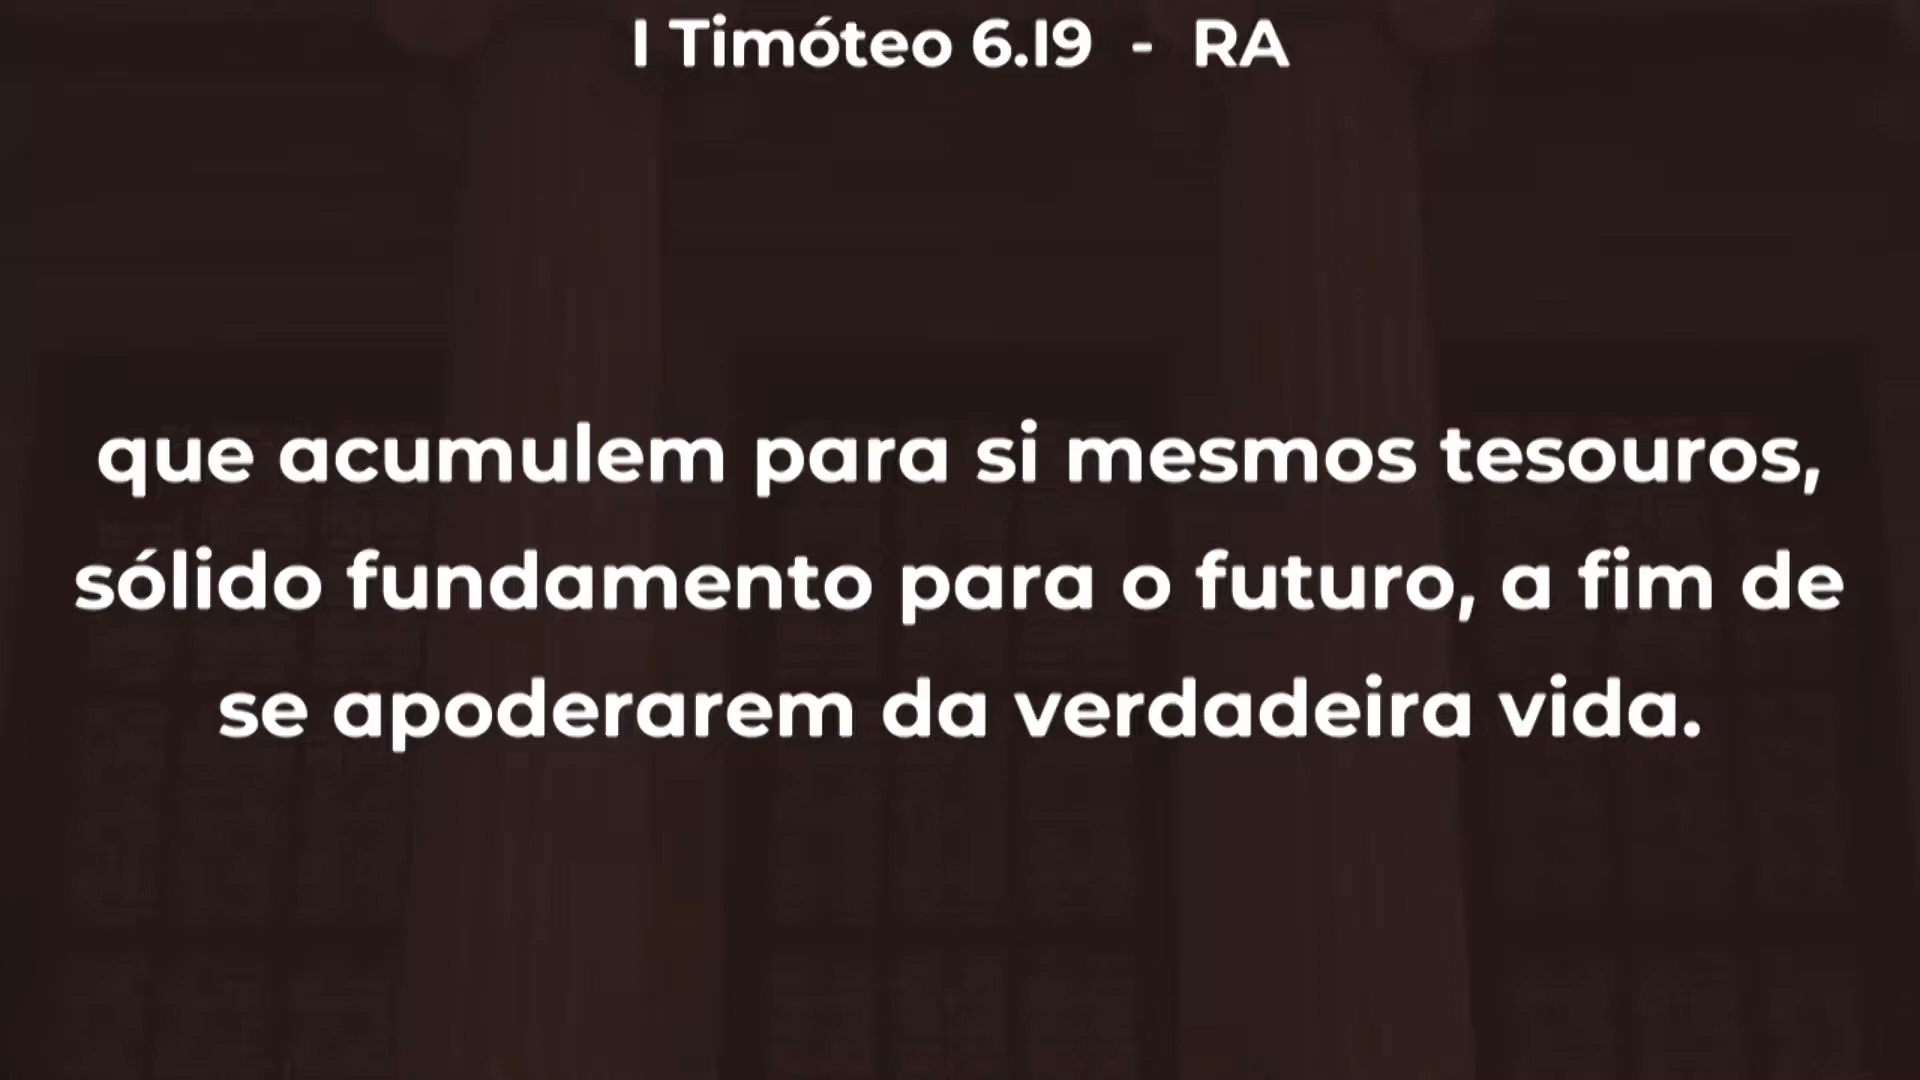 I Timóteo 6.19 - RA
que acumulem para si mesmos tesouros,
sólido fundamento para o futuro, a fim de
se apoderarem da verdadeira vida.